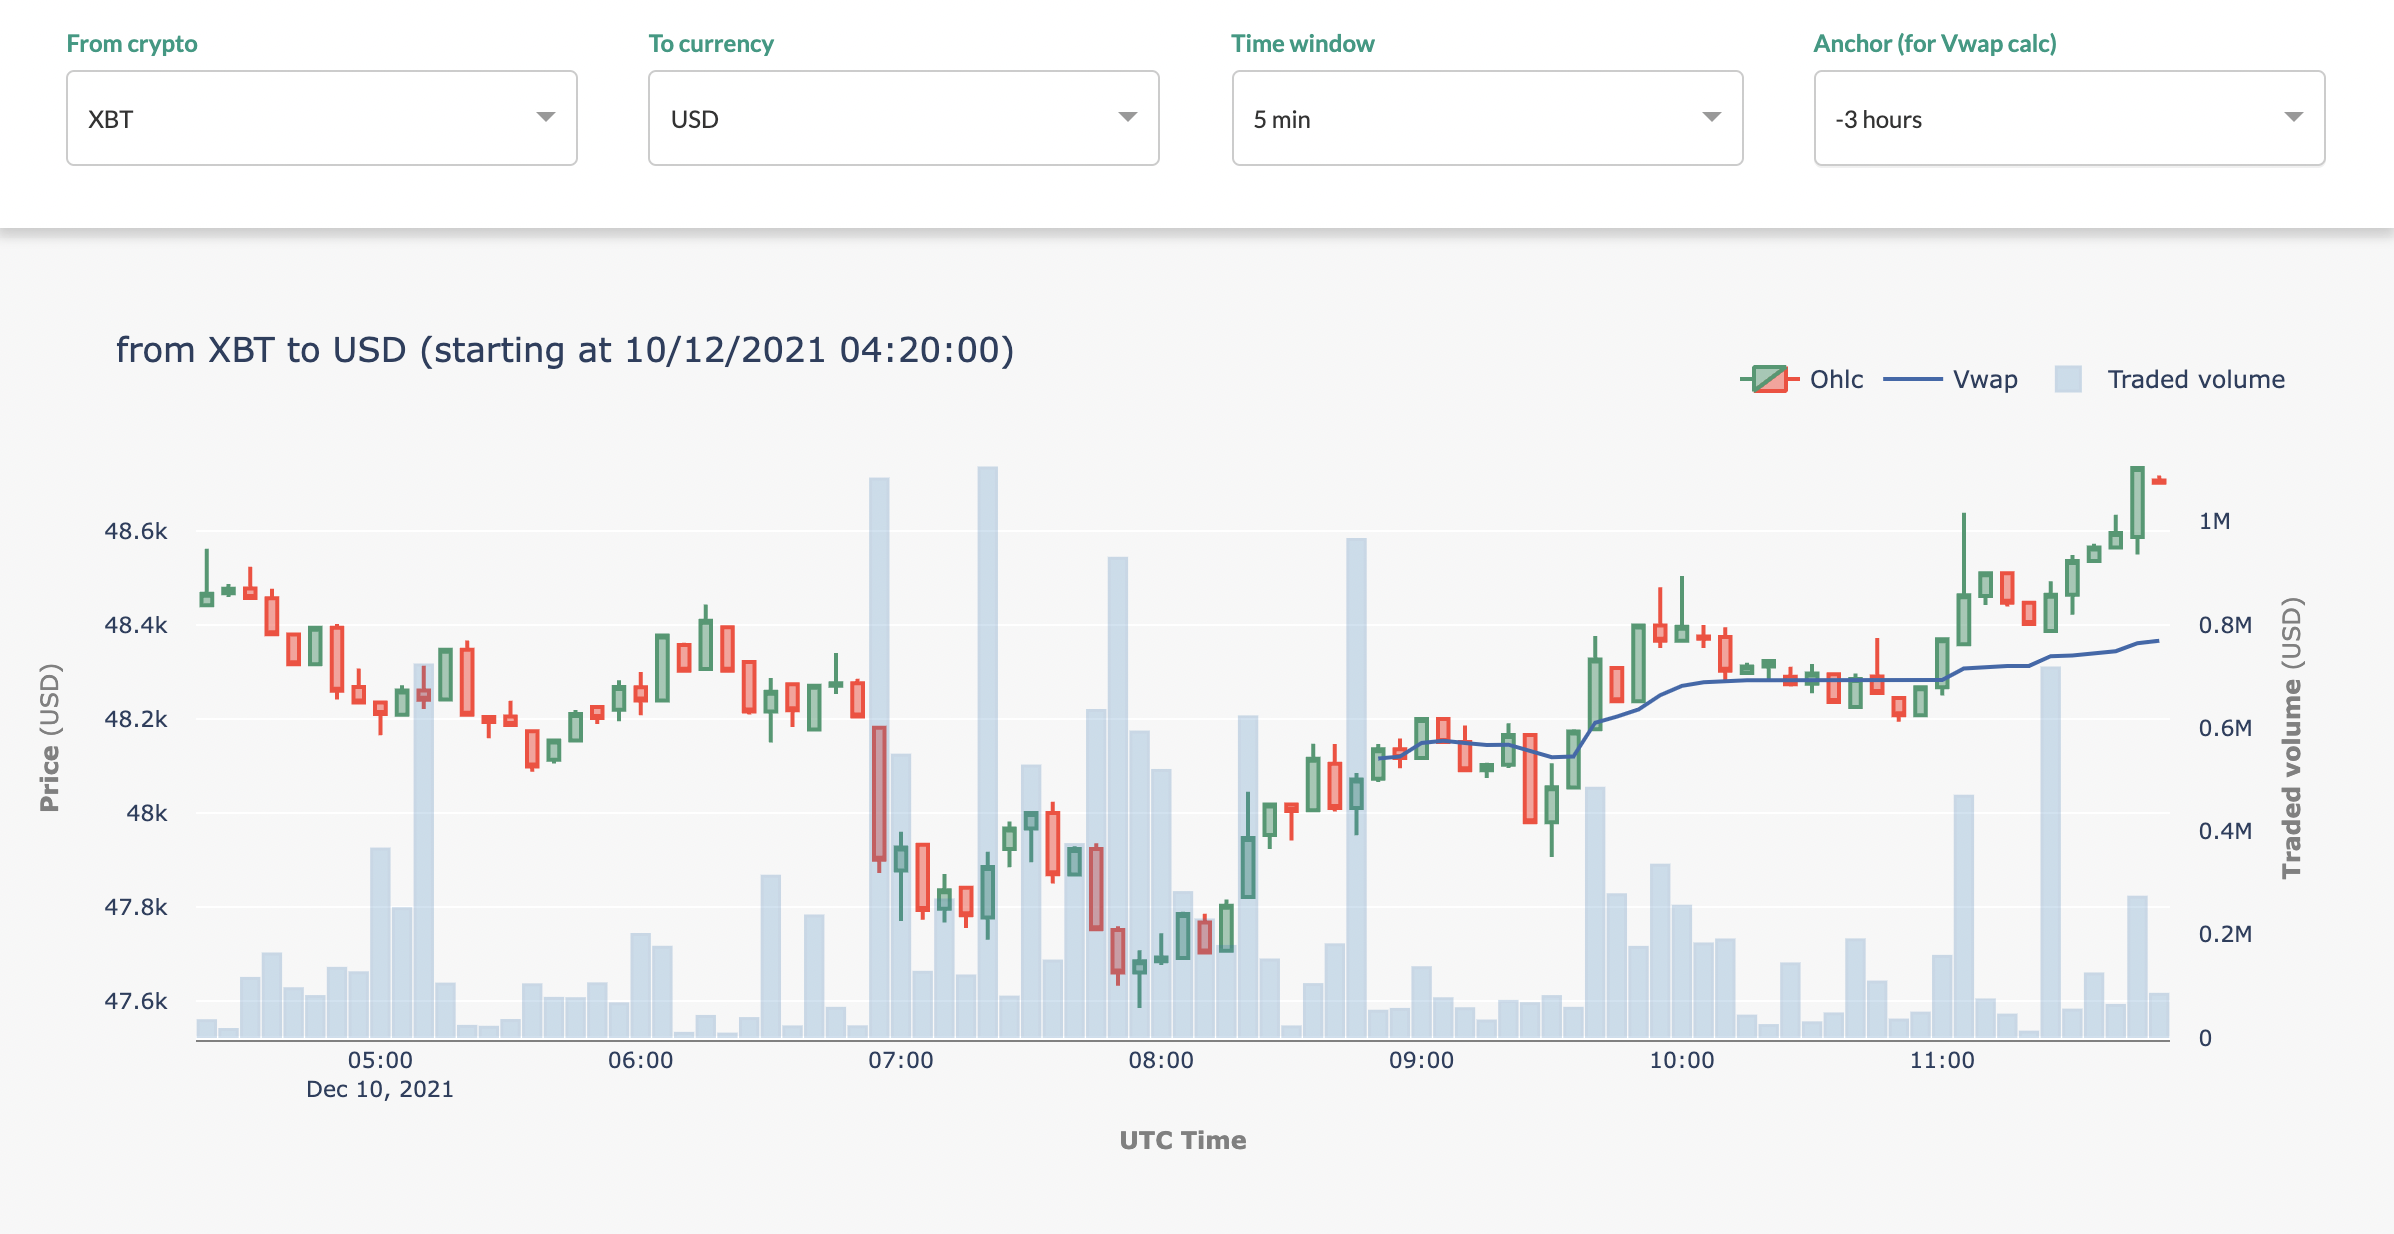 From crypto
To currency
Time window
Anchor (for Vwap calc)
XBT
USD
5 min
-3 hours
from XBT to USD (starting at 10/12/2021 04:20:00)
Ohlc
Vwap
Traded volume
48.6k
48.4k
48.2k
48k
47.8k
47.6k
Price (USD)
1M
0.8M
0.6M
0.4M
0.2M
0
Traded volume (USD)
05:00
06:00
07:00
08:00
09:00
10:00
11:00
Dec 10, 2021
UTC Time